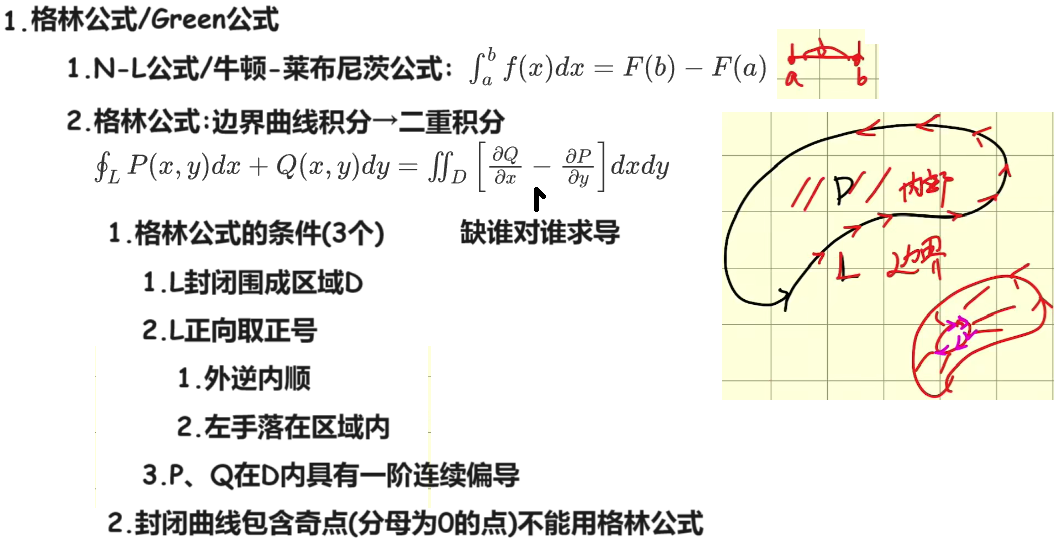 1.格林公式/Green公式
1.N-L公式/牛顿-莱布尼茨公式: $\int_a^b f(x)dx = F(b) - F(a)$
a b
2.格林公式:边界曲线积分→二重积分
$\oint_L P(x,y)dx + Q(x,y)dy = \iint_D \left[\frac{\partial Q}{\partial x} - \frac{\partial P}{\partial y}\right] dxdy$
D 内部
1.格林公式的条件(3个) 缺谁对谁求导
L 边界
1.L封闭围成区域D
2.L正向取正号
1.外逆内顺
2.左手落在区域内
3.P、Q在D内具有一阶连续偏导
2.封闭曲线包含奇点(分母为0的点)不能用格林公式